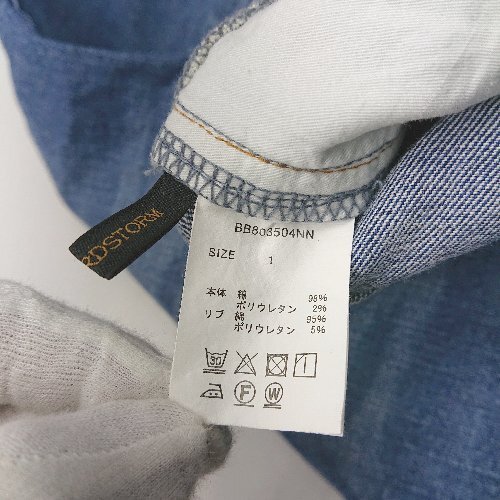 RDSTORM
BB803504NN
SIZE 1
本体 綿 98%
ポリウレタン 2%
リブ 綿 95%
ポリウレタン 5%
30
F W